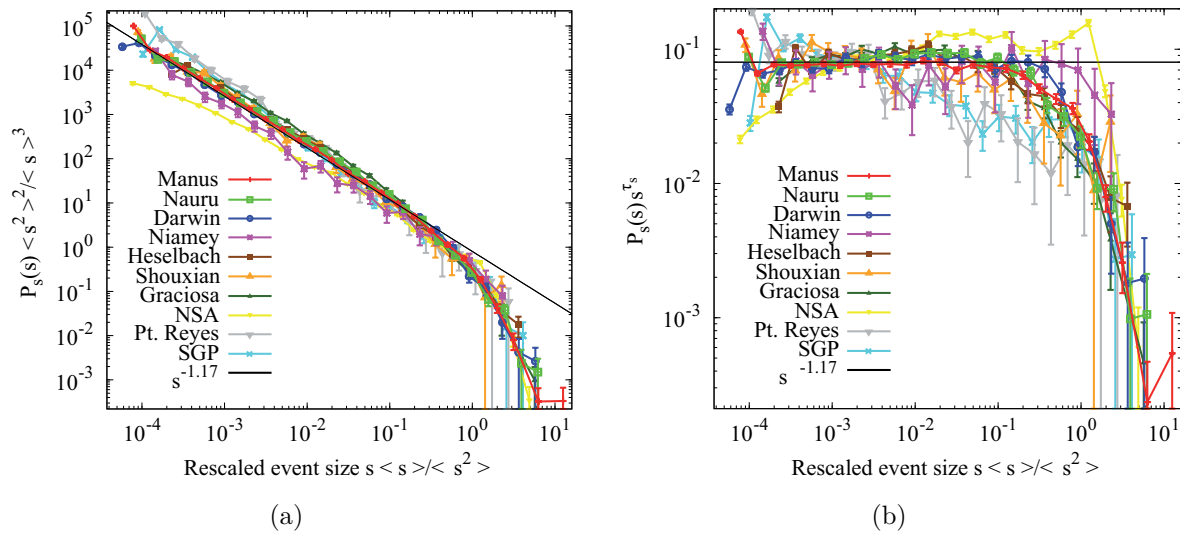 10^5
10^4
10^3
10^2
10^1
10^0
10^-1
10^-2
10^-3
P_s(s) < s^2 >^2/< s >^3
Manus
Nauru
Darwin
Niamey
Heselbach
Shouxian
Graciosa
NSA
Pt. Reyes
SGP
s^-1.17
10^-4 10^-3 10^-2 10^-1 10^0 10^1
Rescaled event size s < s >/< s^2 >
(a)
10^-1
10^-2
10^-3
P_s(s) s^τ_s
Manus
Nauru
Darwin
Niamey
Heselbach
Shouxian
Graciosa
NSA
Pt. Reyes
SGP
s^-1.17
10^-4 10^-3 10^-2 10^-1 10^0 10^1
Rescaled event size s < s >/< s^2 >
(b)